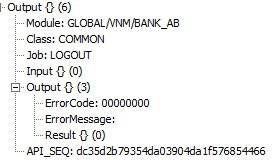 Output {} (6)
Module: GLOBAL/VNM/BANK_AB
Class: COMMON
Job: LOGOUT
Input {} (0)
Output {} (3)
ErrorCode: 00000000
ErrorMessage:
Result {} (0)
API_SEQ: dc35d2b79354da03904da1f576854466